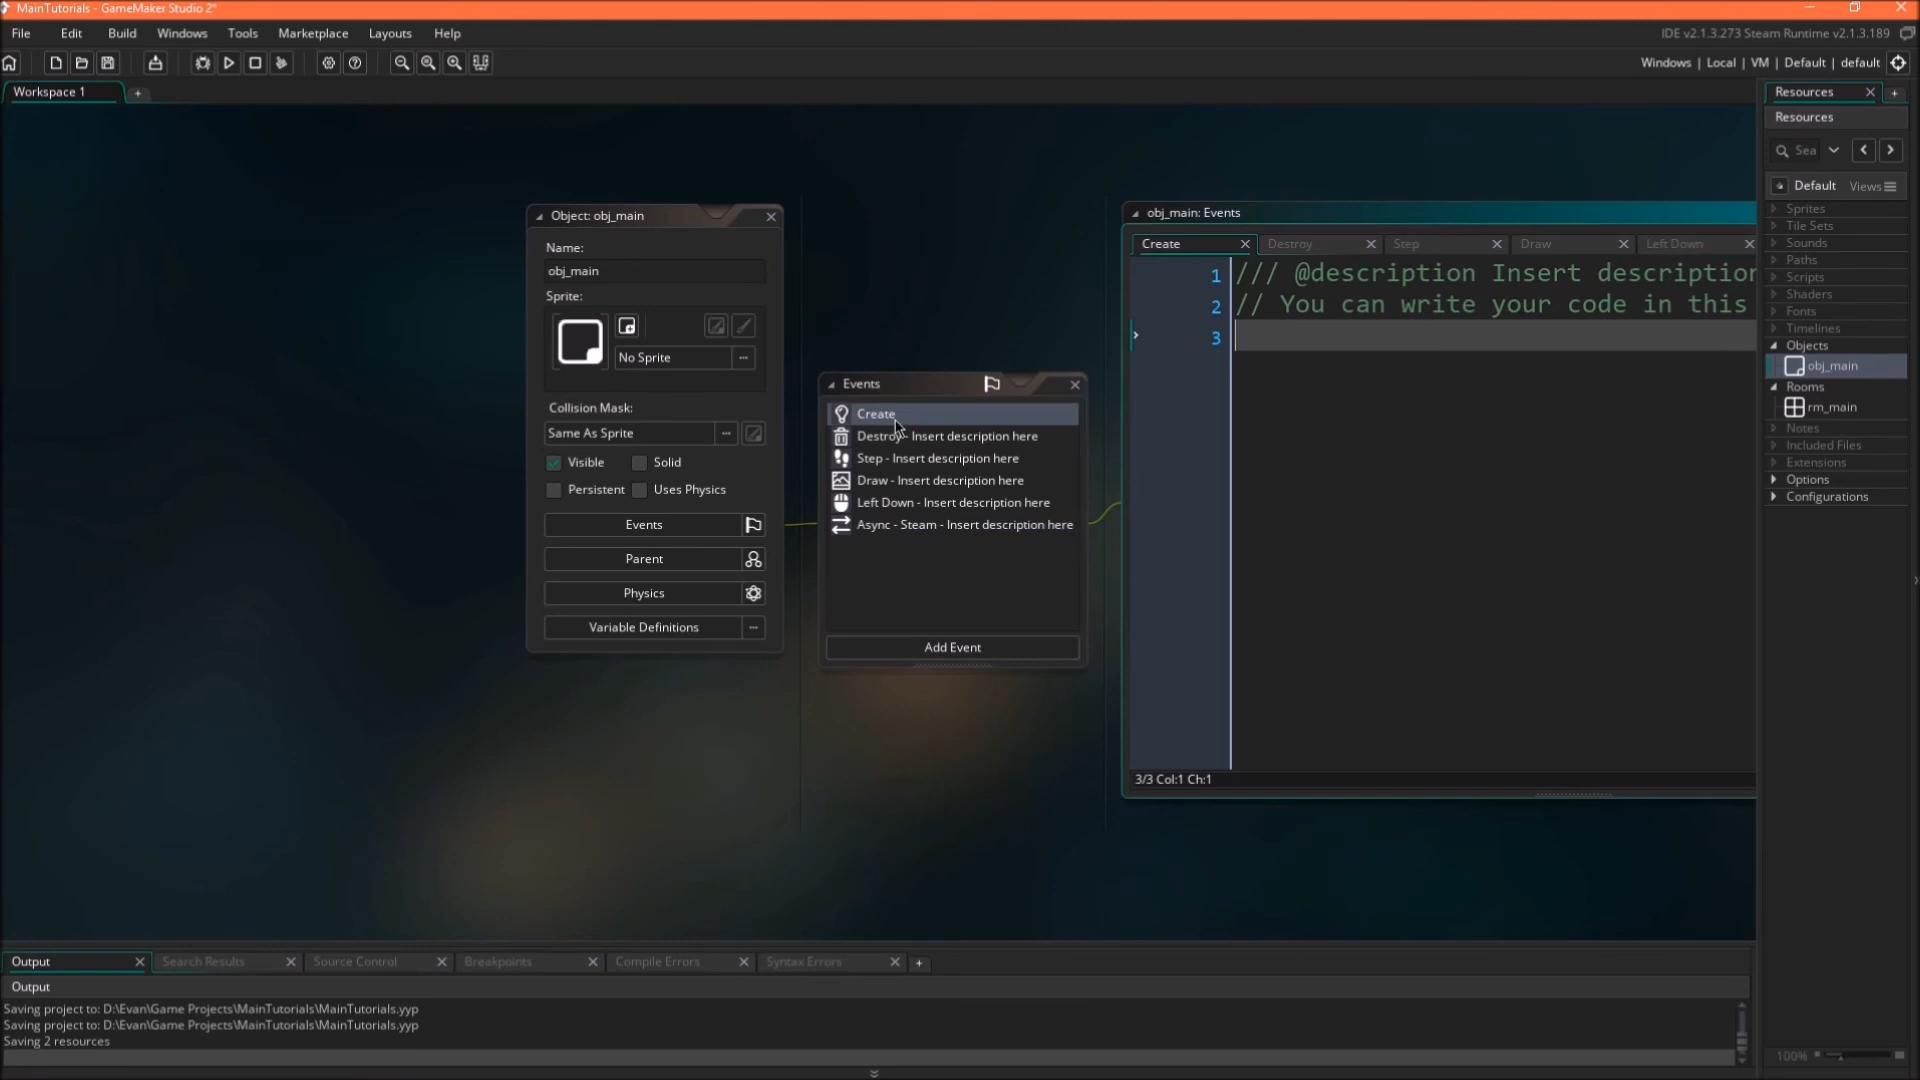 MainTutorials - GameMaker Studio 2*
File Edit Build Windows Tools Marketplace Layouts Help
IDE v2.1.3.273 Steam Runtime v2.1.3.189
Windows | Local | VM | Default | default
Workspace 1
Object: obj_main
Name:
obj_main
Sprite:
No Sprite
Collision Mask:
Same As Sprite
Visible Solid
Persistent Uses Physics
Events
Parent
Physics
Variable Definitions
Events
Create
Destroy - Insert description here
Step - Insert description here
Draw - Insert description here
Left Down - Insert description here
Async - Steam - Insert description here
Add Event
obj_main: Events
Create Destroy Step Draw Left Down
1 /// @description Insert description
2 // You can write your code in this
3
3/3 Col:1 Ch:1
Resources
Resources
Sea
Default Views
Sprites
Tile Sets
Sounds
Paths
Scripts
Shaders
Fonts
Timelines
Objects
obj_main
Rooms
rm_main
Notes
Included Files
Extensions
Options
Configurations
Output Search Results Source Control Breakpoints Compile Errors Syntax Errors
Output
Saving project to: D:\Evan\Game Projects\MainTutorials\MainTutorials.yyp
Saving project to: D:\Evan\Game Projects\MainTutorials\MainTutorials.yyp
Saving 2 resources
100%